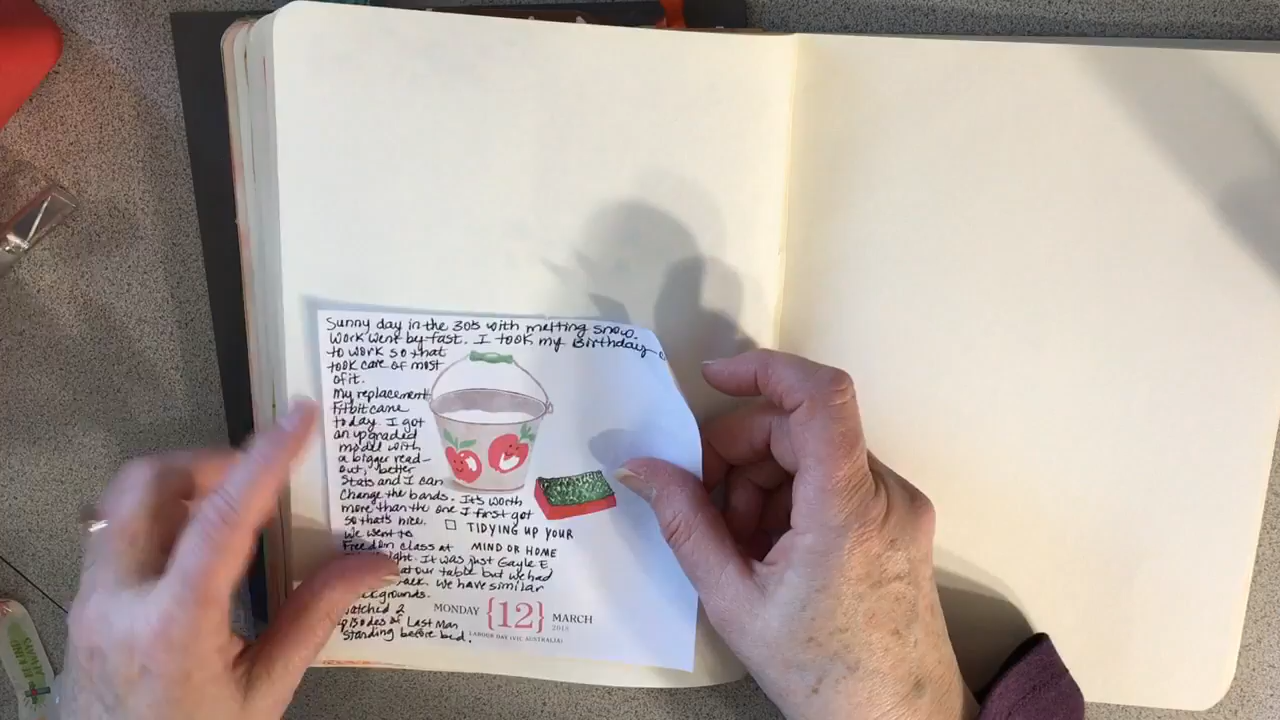 Sunny day in the 30s with melting snow.
Work went by fast. I took my Birthday
to work so that
took care of most
of it.
My replacement
Fitbit came
today. I got
an upgraded
model with
a bigger read-
out, better
stats and I can
change the bands. It's worth
more than the one I first got
so that's nice.
We went to
Freedom class at
night. It was just Gayle E
at our table but we had
talk. We have similar
backgrounds.
Watched 2
episodes of Last Man
Standing before bed.
TIDYING UP YOUR
MIND OR HOME
MONDAY {12} MARCH
2018
LABOUR DAY (VIC AUSTRALIA)